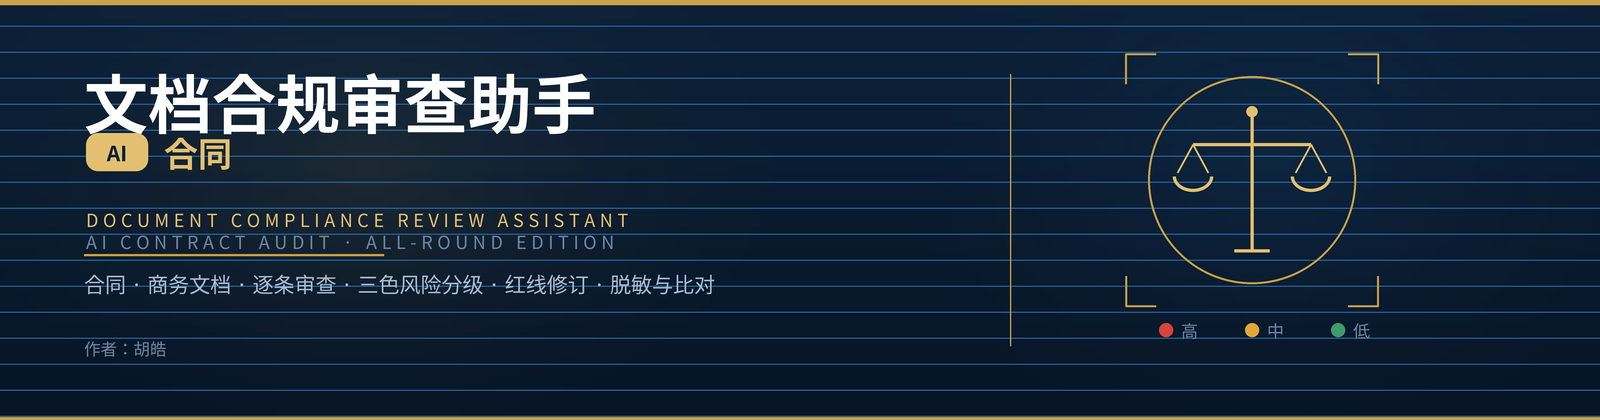 文档合规审查助手
AI 合同
DOCUMENT COMPLIANCE REVIEW ASSISTANT
AI CONTRACT AUDIT · ALL-ROUND EDITION
合同 · 商务文档 · 逐条审查 · 三色风险分级 · 红线修订 · 脱敏与比对
作者：胡皓
高 中 低